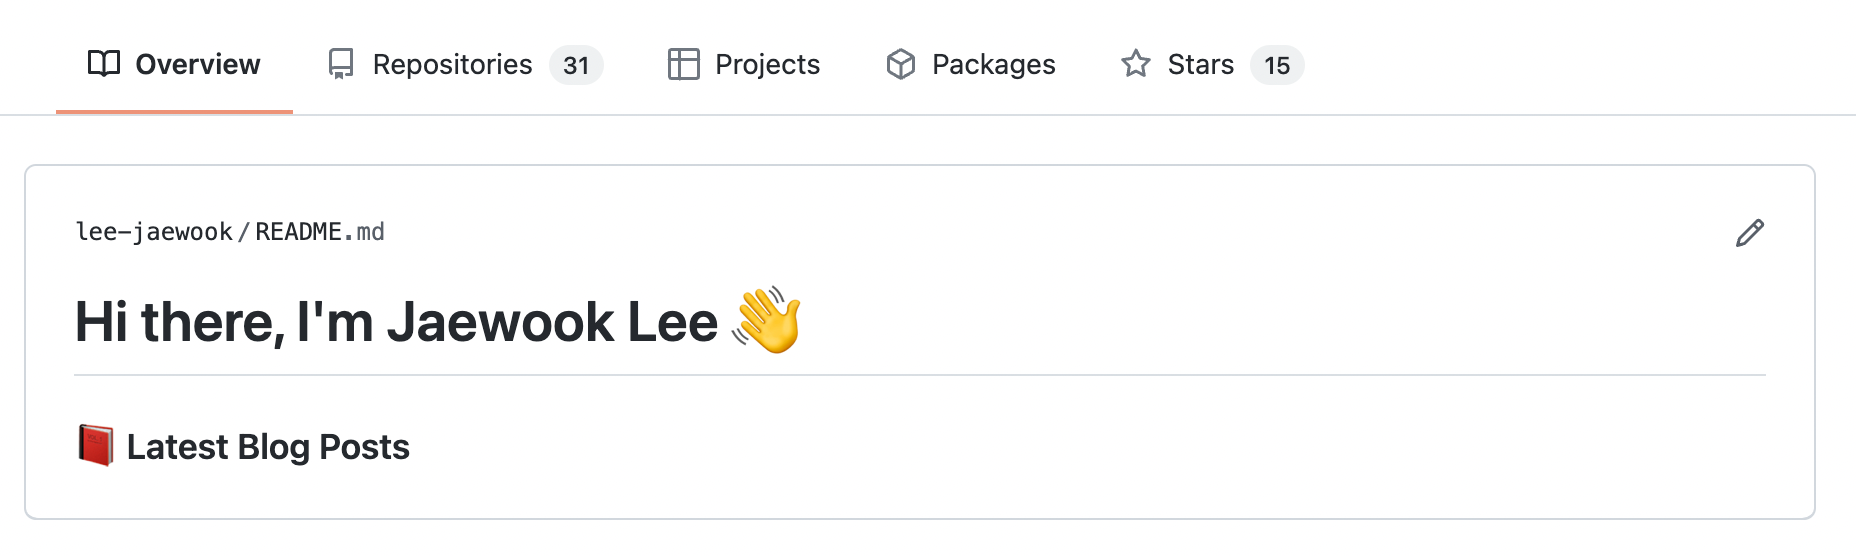 Overview Repositories 31 Projects Packages Stars 15
lee-jaewook/README.md
Hi there, I'm Jaewook Lee 👋
📕 Latest Blog Posts